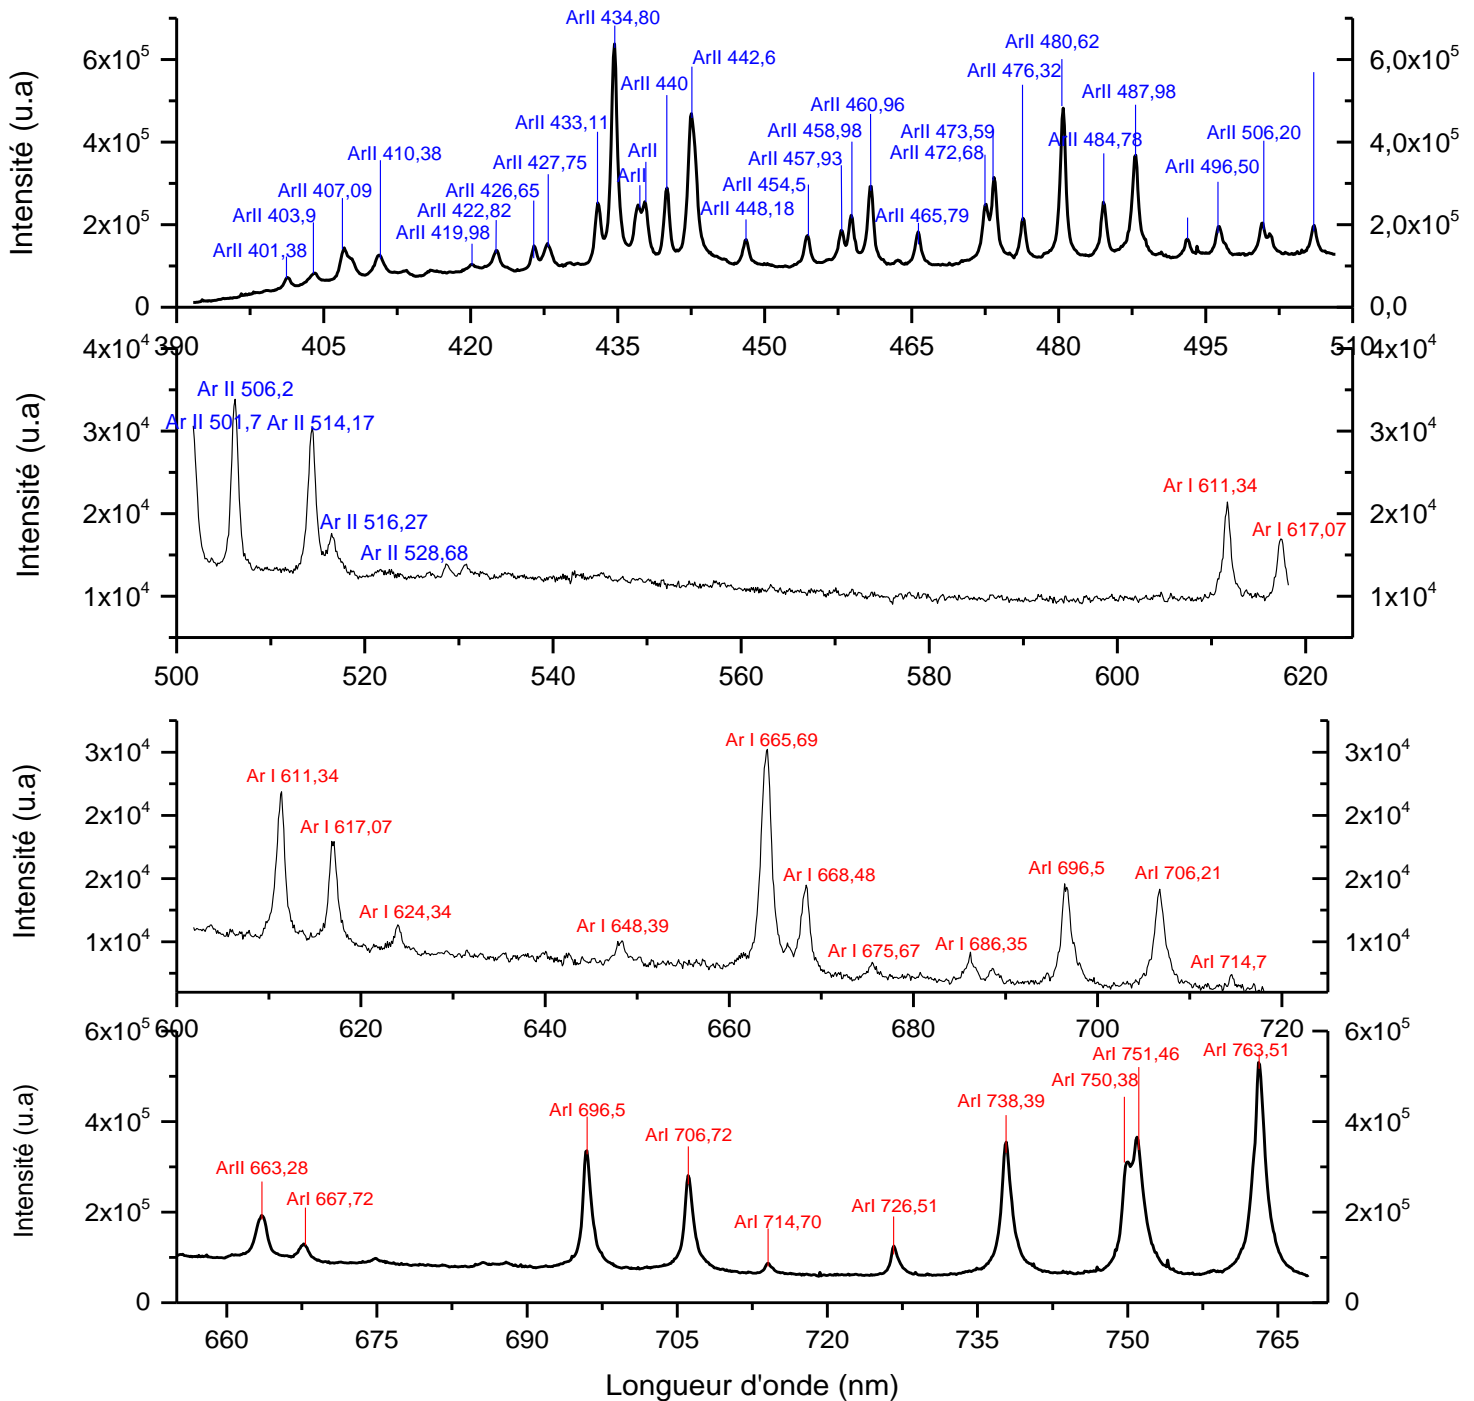 Intensité (u.a)
6x10⁵
4x10⁵
2x10⁵
0
6,0x10⁵
4,0x10⁵
2,0x10⁵
0,0
ArII 401,38
ArII 403,9
ArII 407,09
ArII 410,38
ArII 419,98
ArII 422,82
ArII 426,65
ArII 427,75
ArII 433,11
ArII 434,80
ArII
ArII
ArII 440
ArII 442,6
ArII 448,18
ArII 454,5
ArII 457,93
ArII 458,98
ArII 460,96
ArII 465,79
ArII 472,68
ArII 473,59
ArII 476,32
ArII 480,62
ArII 484,78
ArII 487,98
ArII 496,50
ArII 506,20
390 405 420 435 450 465 480 495 510
Intensité (u.a)
4x10⁴
3x10⁴
2x10⁴
1x10⁴
4x10⁴
3x10⁴
2x10⁴
1x10⁴
Ar II 501,7
Ar II 506,2
Ar II 514,17
Ar II 516,27
Ar II 528,68
Ar I 611,34
Ar I 617,07
500 520 540 560 580 600 620
Intensité (u.a)
3x10⁴
2x10⁴
2x10⁴
1x10⁴
3x10⁴
2x10⁴
2x10⁴
1x10⁴
Ar I 611,34
Ar I 617,07
Ar I 624,34
Ar I 648,39
Ar I 665,69
Ar I 668,48
Ar I 675,67
Ar I 686,35
ArI 696,5
ArI 706,21
ArI 714,7
600 620 640 660 680 700 720
Intensité (u.a)
6x10⁵
4x10⁵
2x10⁵
0
6x10⁵
4x10⁵
2x10⁵
0
ArII 663,28
ArI 667,72
ArI 696,5
ArI 706,72
ArI 714,70
ArI 726,51
ArI 738,39
ArI 750,38
ArI 751,46
ArI 763,51
660 675 690 705 720 735 750 765
Longueur d'onde (nm)